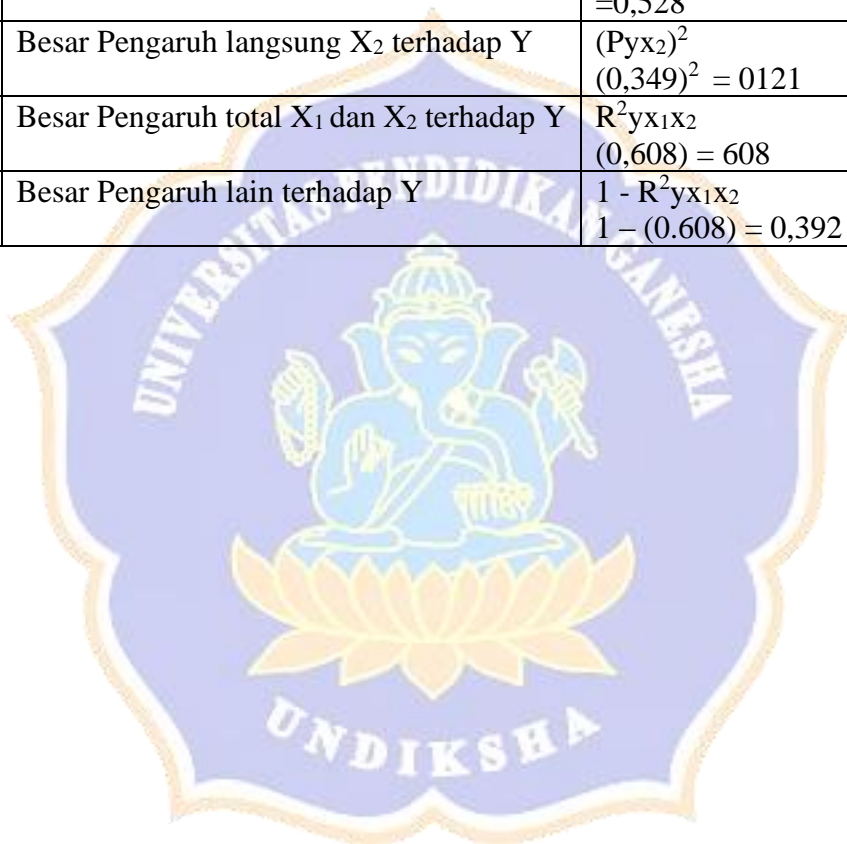 =0,528
Besar Pengaruh langsung X₂ terhadap Y
(Pyx₂)²
(0,349)² = 0121
Besar Pengaruh total X₁ dan X₂ terhadap Y
R²yx₁x₂
(0,608) = 608
Besar Pengaruh lain terhadap Y
1 - R²yx₁x₂
1 – (0.608) = 0,392
UNIVERSITAS PENDIDIKAN GANESHA
UNDIKSHA